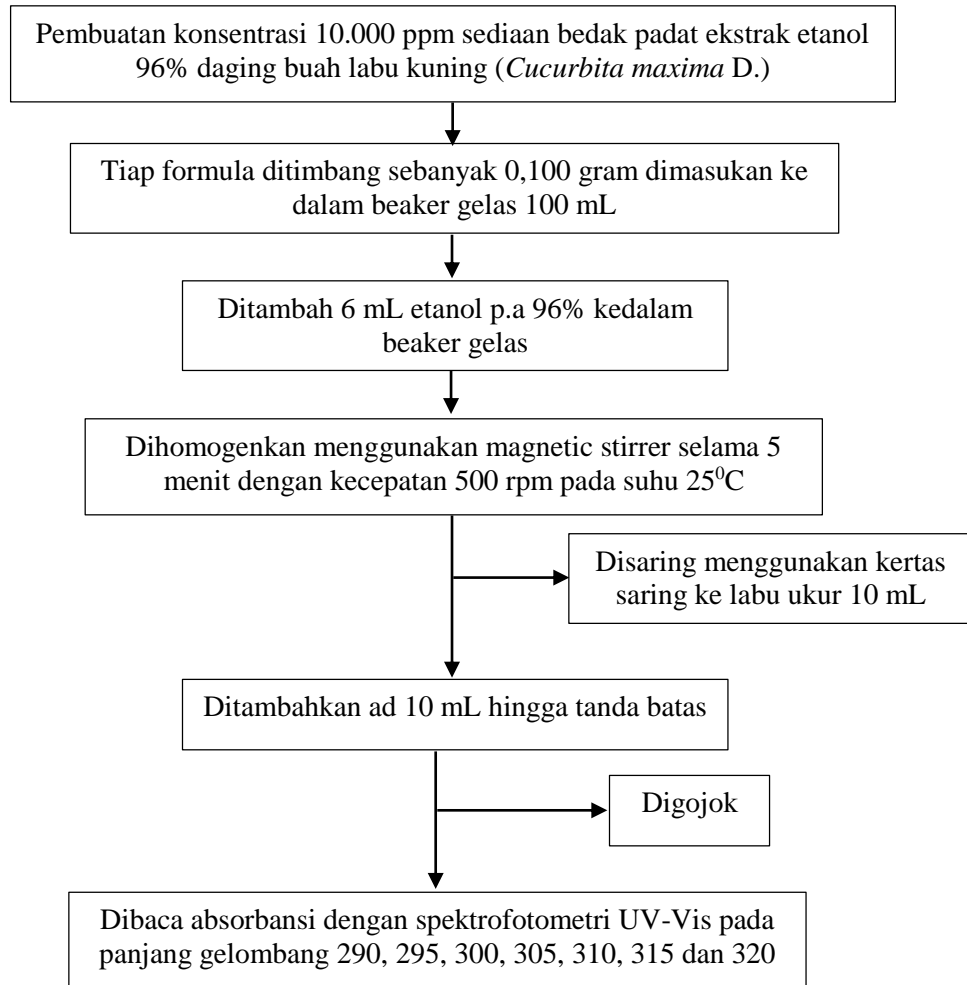 Pembuatan konsentrasi 10.000 ppm sediaan bedak padat ekstrak etanol
96% daging buah labu kuning (Cucurbita maxima D.)
Tiap formula ditimbang sebanyak 0,100 gram dimasukan ke
dalam beaker gelas 100 mL
Ditambah 6 mL etanol p.a 96% kedalam
beaker gelas
Dihomogenkan menggunakan magnetic stirrer selama 5
menit dengan kecepatan 500 rpm pada suhu 25⁰C
Disaring menggunakan kertas
saring ke labu ukur 10 mL
Ditambahkan ad 10 mL hingga tanda batas
Digojok
Dibaca absorbansi dengan spektrofotometri UV-Vis pada
panjang gelombang 290, 295, 300, 305, 310, 315 dan 320